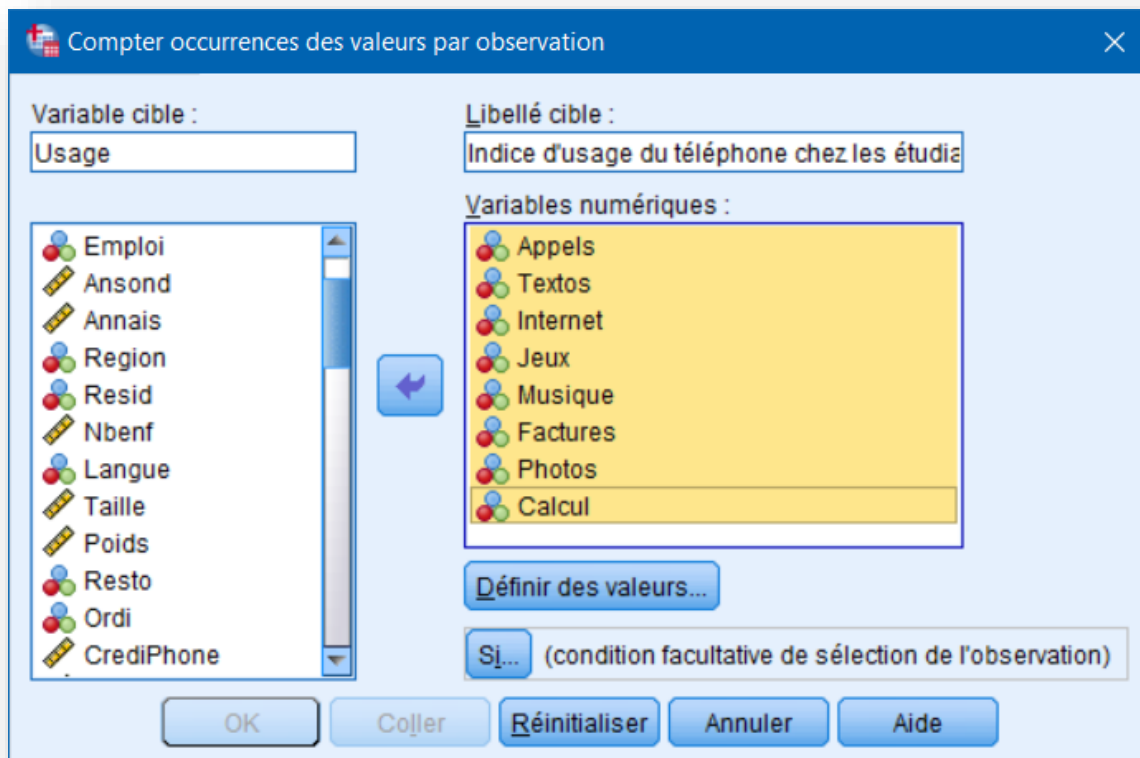 Compter occurrences des valeurs par observation
Variable cible :
Usage
Libellé cible :
Indice d'usage du téléphone chez les étudia
Emploi
Ansond
Annais
Region
Resid
Nbenf
Langue
Taille
Poids
Resto
Ordi
CrediPhone
Variables numériques :
Appels
Textos
Internet
Jeux
Musique
Factures
Photos
Calcul
Définir des valeurs...
Si... (condition facultative de sélection de l'observation)
OK Coller Réinitialiser Annuler Aide